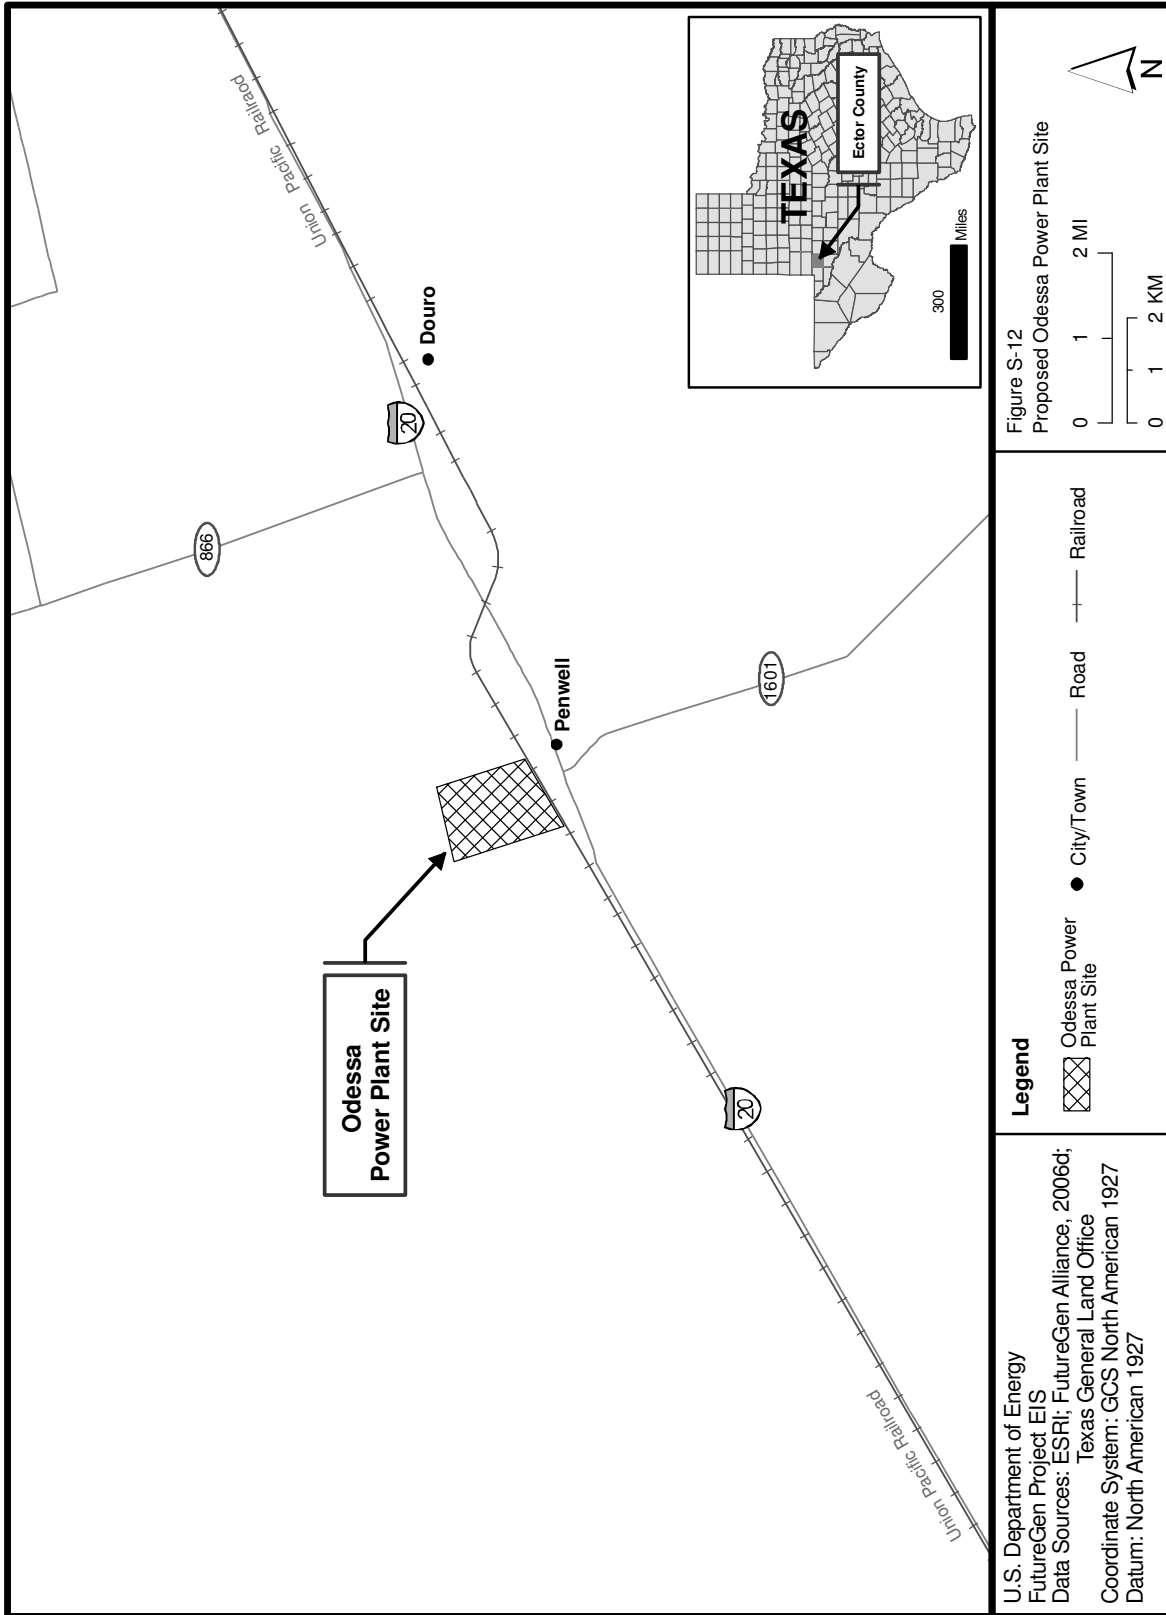 Union Pacific Railraod
866
20
Douro
Penwell
1601
Odessa
Power Plant Site
20
Union Pacific Railroad
TEXAS
Ector County
300
Miles
U.S. Department of Energy
FutureGen Project EIS
Data Sources: ESRI; FutureGen Alliance, 2006d;
Texas General Land Office
Coordinate System: GCS North American 1927
Datum: North American 1927
Legend
Odessa Power
Plant Site
City/Town
Road
Railroad
Figure S-12
Proposed Odessa Power Plant Site
0 1 2 MI
0 1 2 KM
N